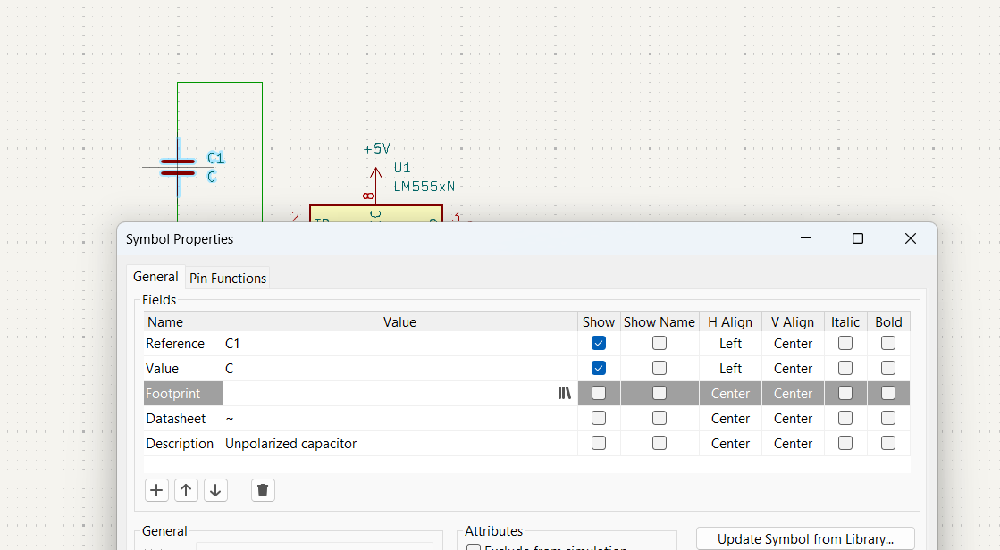 +5V
C1
C
U1
LM555xN
8
2
3
Symbol Properties
General Pin Functions
Fields
Name Value Show Show Name H Align V Align Italic Bold
Reference C1 Left Center
Value C Left Center
Footprint Center Center
Datasheet ~ Center Center
Description Unpolarized capacitor Center Center
General Attributes
Exclude from simulation
Update Symbol from Library...